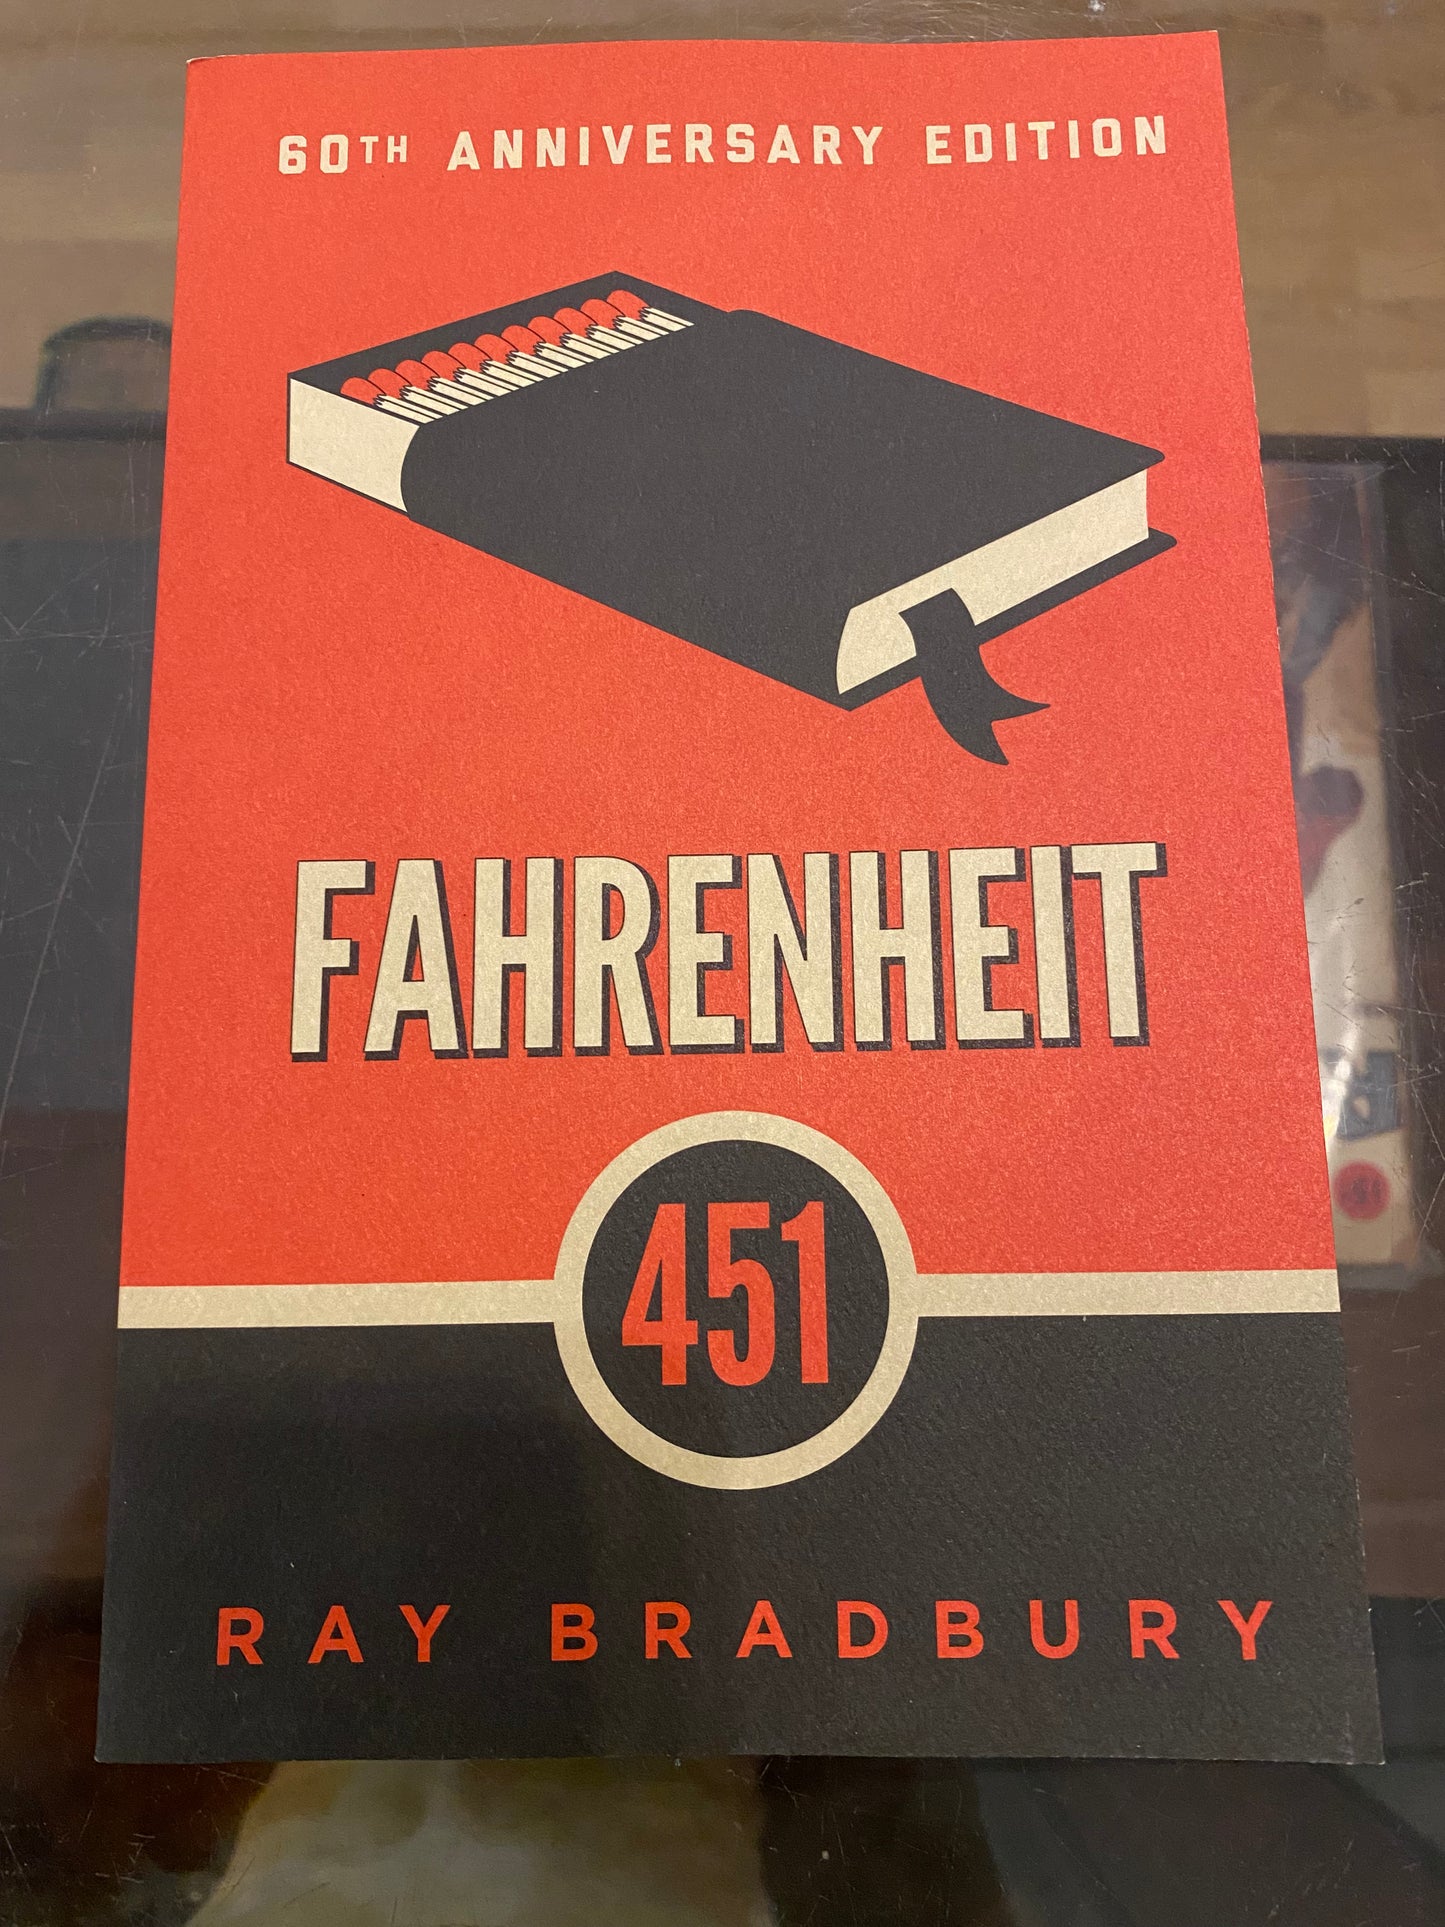 60TH ANNIVERSARY EDITION
FAHRENHEIT
451
RAY BRADBURY